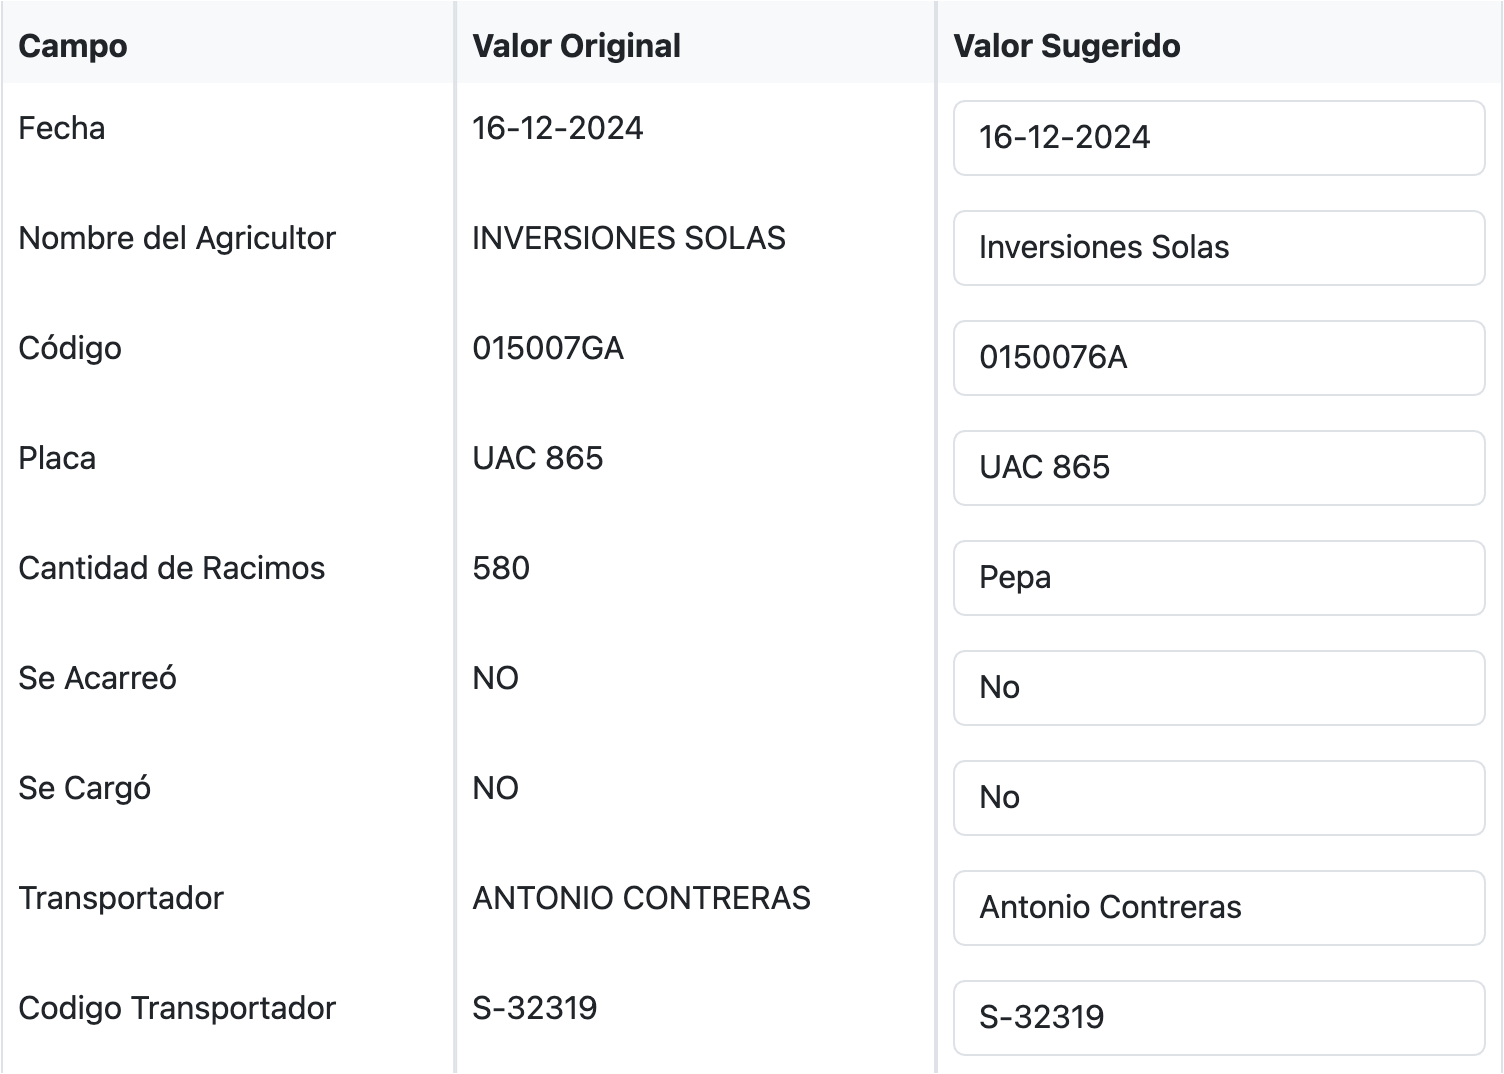 Campo Valor Original Valor Sugerido
Fecha 16-12-2024 16-12-2024
Nombre del Agricultor INVERSIONES SOLAS Inversiones Solas
Código 015007GA 0150076A
Placa UAC 865 UAC 865
Cantidad de Racimos 580 Pepa
Se Acarreó NO No
Se Cargó NO No
Transportador ANTONIO CONTRERAS Antonio Contreras
Codigo Transportador S-32319 S-32319